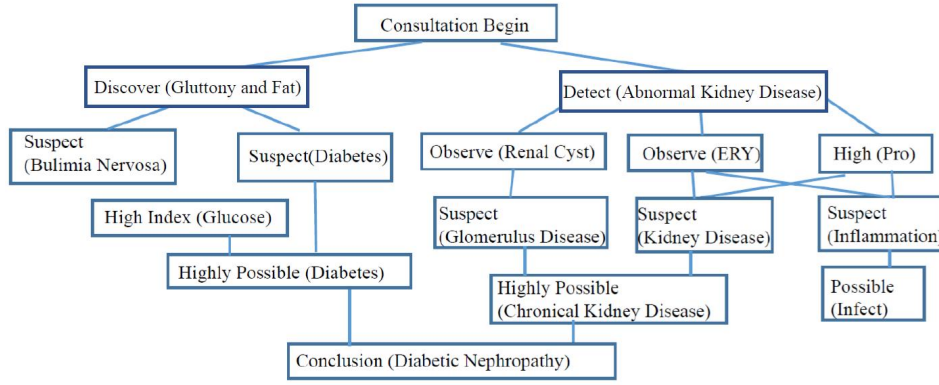 Consultation Begin
Discover (Gluttony and Fat)
Detect (Abnormal Kidney Disease)
Suspect
(Bulimia Nervosa)
Suspect(Diabetes)
Observe (Renal Cyst)
Observe (ERY)
High (Pro)
High Index (Glucose)
Suspect
(Glomerulus Disease)
Suspect
(Kidney Disease)
Suspect
(Inflammation)
Highly Possible (Diabetes)
Highly Possible
(Chronical Kidney Disease)
Possible
(Infect)
Conclusion (Diabetic Nephropathy)